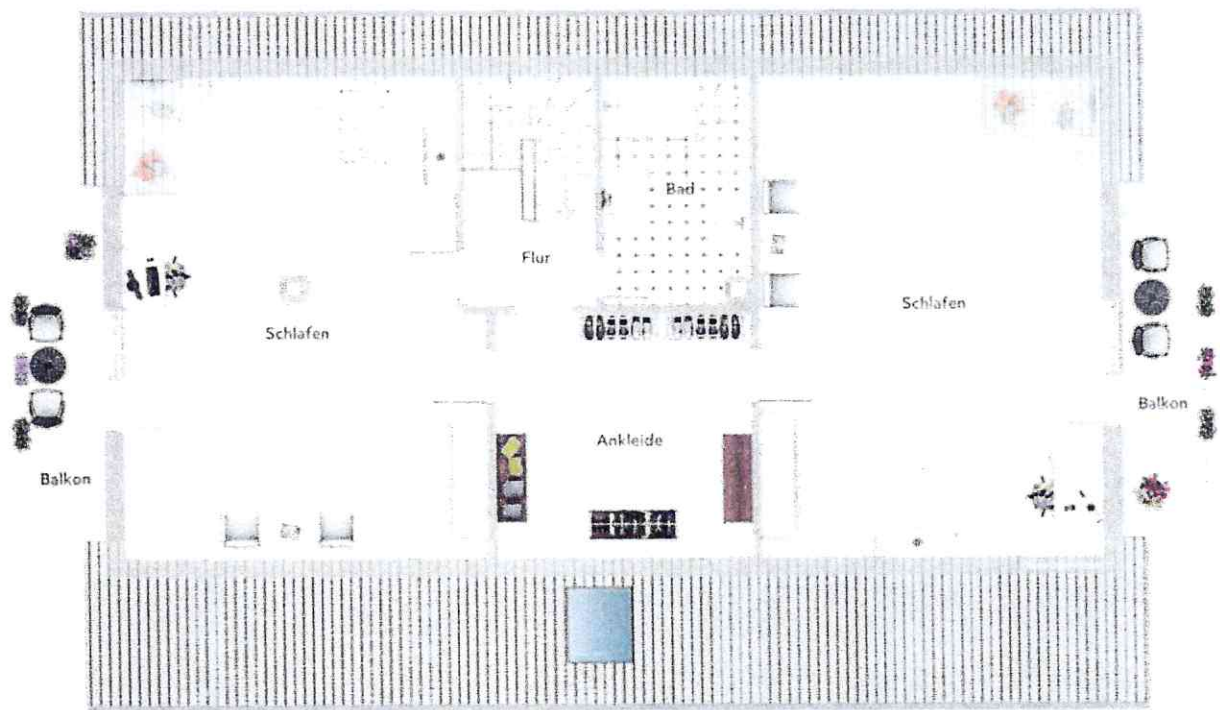 Bad
Flur
Schlafen
Schlafen
Ankleide
Balkon
Balkon